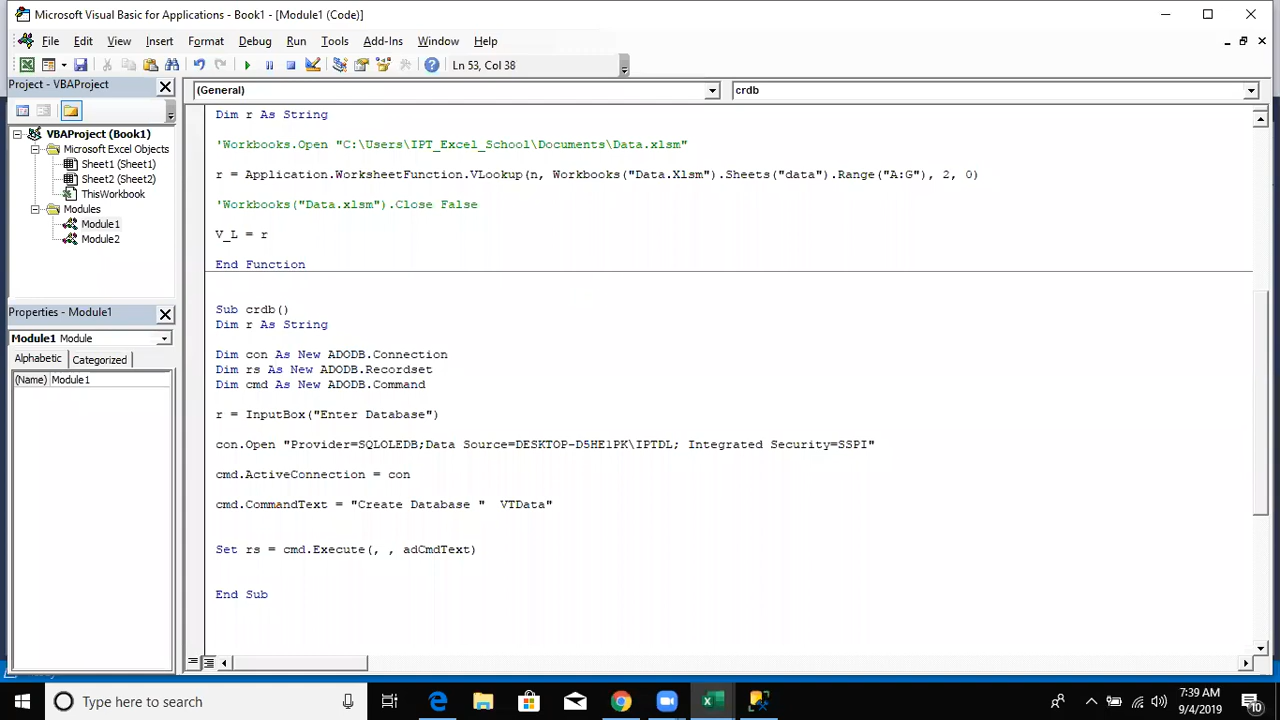 Microsoft Visual Basic for Applications - Book1 - [Module1 (Code)]
File Edit View Insert Format Debug Run Tools Add-Ins Window Help
Ln 53, Col 38
Project - VBAProject
(General)
crdb
VBAProject (Book1)
Microsoft Excel Objects
Sheet1 (Sheet1)
Sheet2 (Sheet2)
ThisWorkbook
Modules
Module1
Module2
Properties - Module1
Module1 Module
Alphabetic Categorized
(Name) Module1
Dim r As String
'Workbooks.Open "C:\Users\IPT_Excel_School\Documents\Data.xlsm"
r = Application.WorksheetFunction.VLookup(n, Workbooks("Data.Xlsm").Sheets("data").Range("A:G"), 2, 0)
'Workbooks("Data.xlsm").Close False
V_L = r
End Function
Sub crdb()
Dim r As String
Dim con As New ADODB.Connection
Dim rs As New ADODB.Recordset
Dim cmd As New ADODB.Command
r = InputBox("Enter Database")
con.Open "Provider=SQLOLEDB;Data Source=DESKTOP-D5HE1PK\IPTDL; Integrated Security=SSPI"
cmd.ActiveConnection = con
cmd.CommandText = "Create Database "  VTData"
Set rs = cmd.Execute(, , adCmdText)
End Sub
Type here to search
7:39 AM
9/4/2019
10